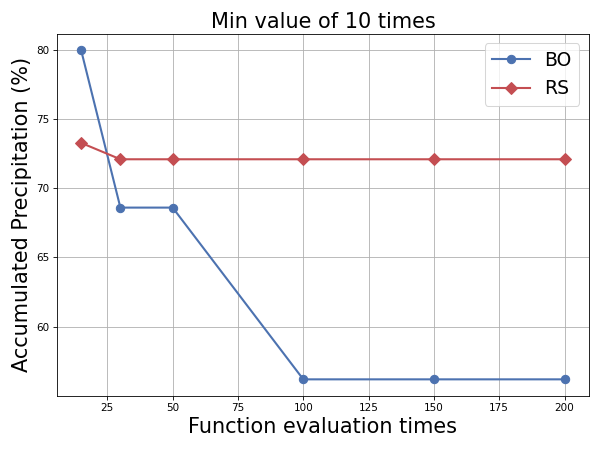 Min value of 10 times
Accumulated Precipitation (%)
80
75
70
65
60
BO
RS
25 50 75 100 125 150 175 200
Function evaluation times